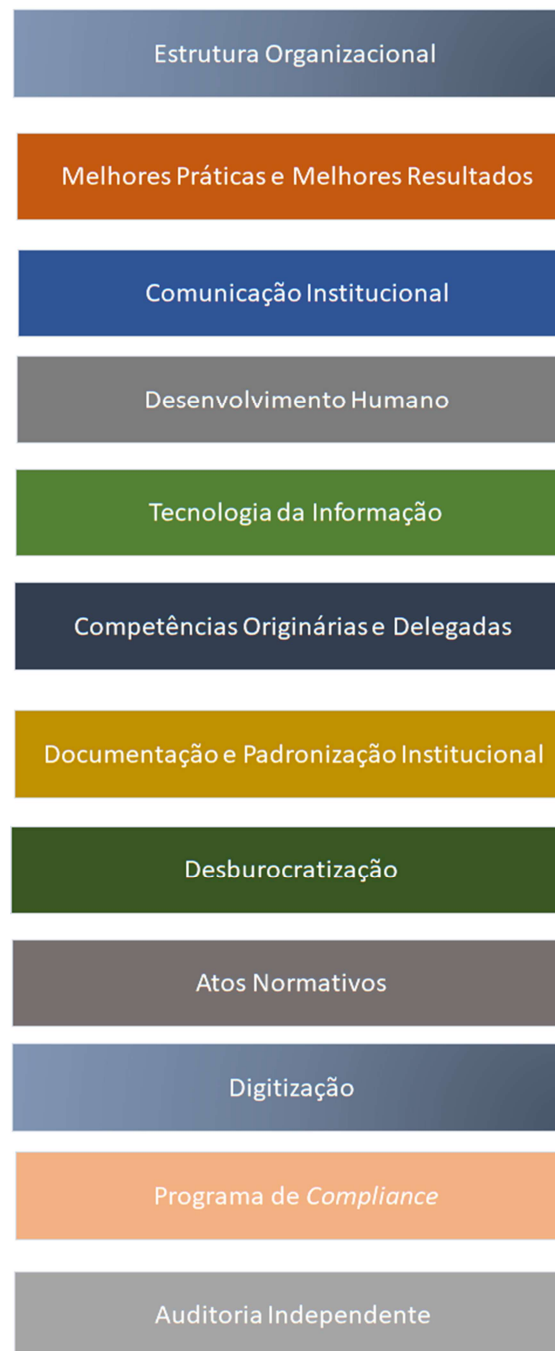 Estrutura Organizacional
Melhores Práticas e Melhores Resultados
Comunicação Institucional
Desenvolvimento Humano
Tecnologia da Informação
Competências Originárias e Delegadas
Documentação e Padronização Institucional
Desburocratização
Atos Normativos
Digitização
Programa de Compliance
Auditoria Independente